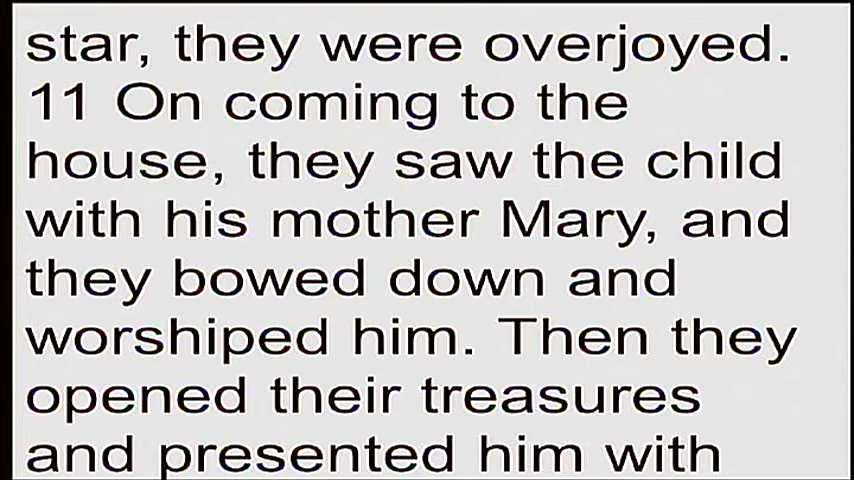 star, they were overjoyed.
11 On coming to the
house, they saw the child
with his mother Mary, and
they bowed down and
worshiped him. Then they
opened their treasures
and presented him with